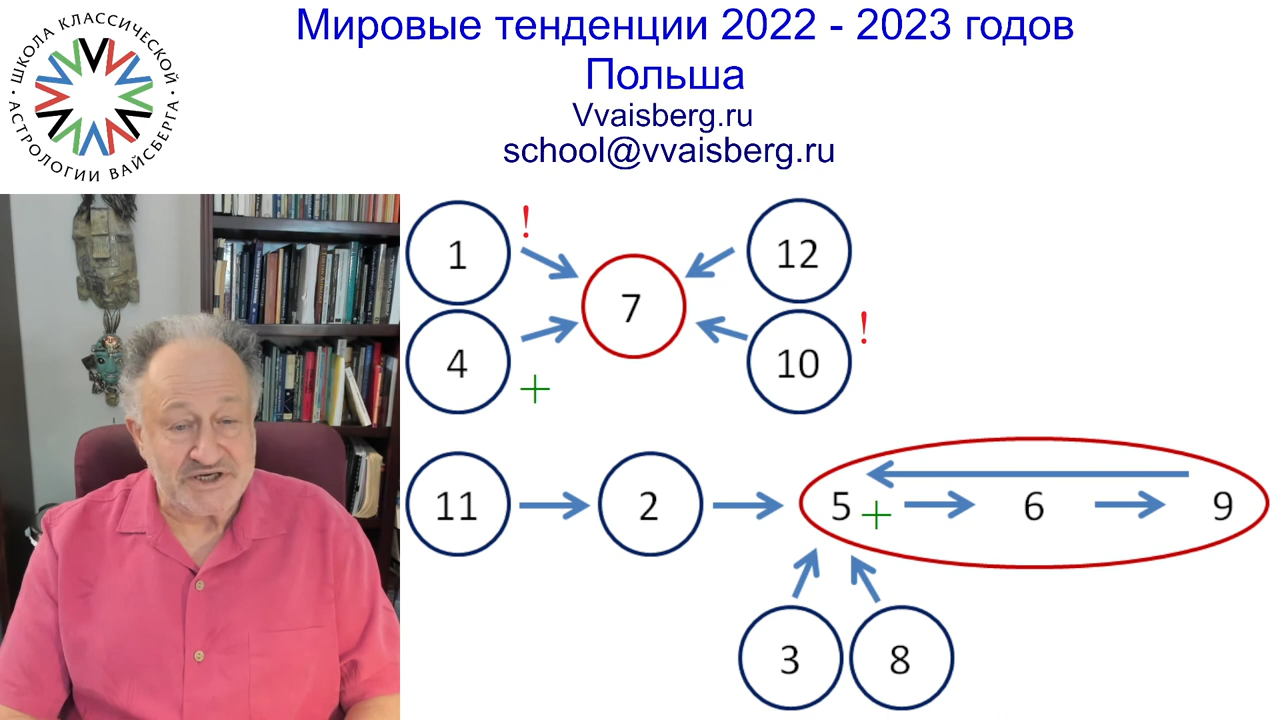 • ШКОЛА КЛАССИЧЕСКОЙ •
АСТРОЛОГИИ ВАЙСБЕРГА
Мировые тенденции 2022 - 2023 годов
Польша
Vvaisberg.ru
school@vvaisberg.ru
1 ! 12
7
4 + 10 !
11 2 5 + 6 9
3 8